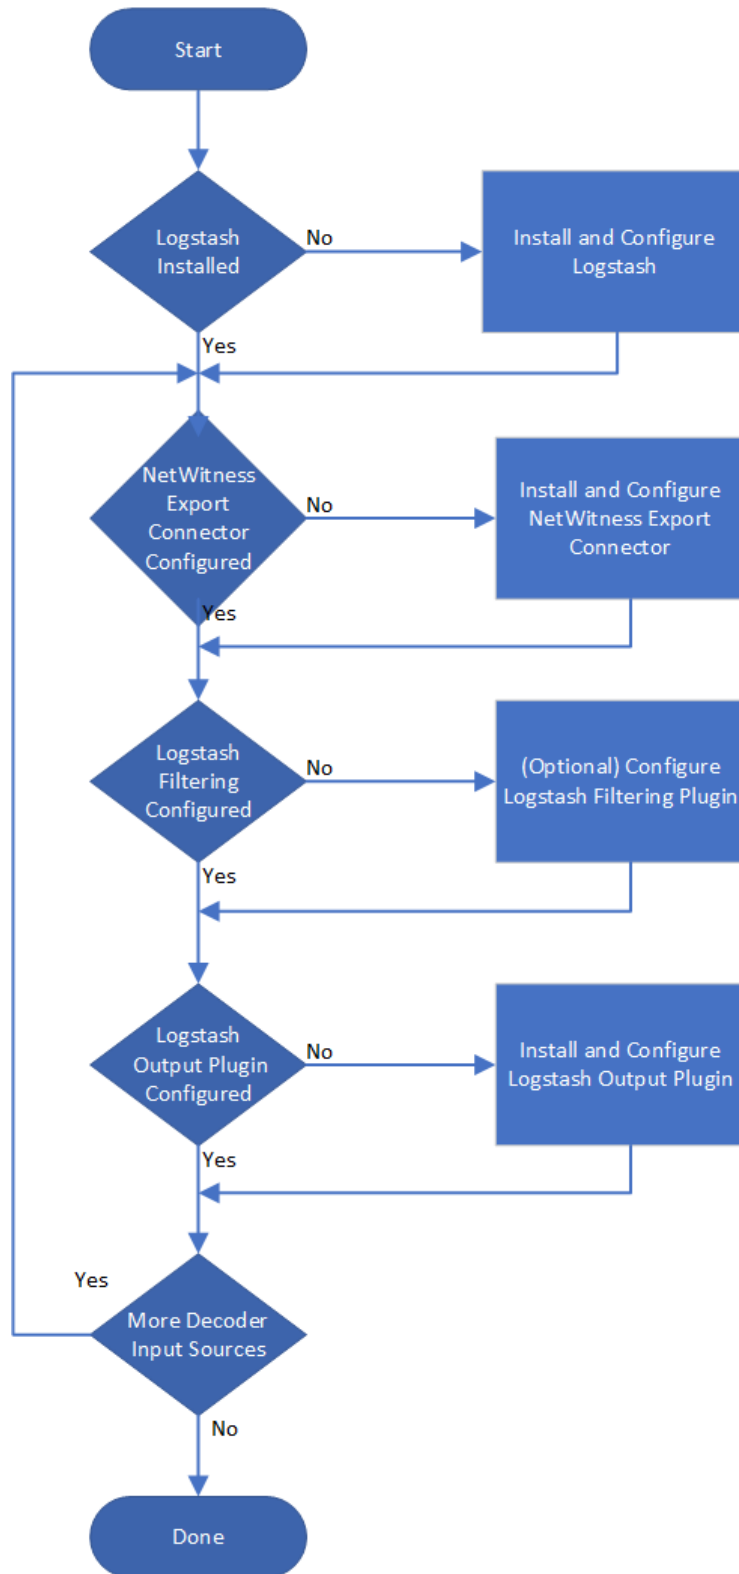 Start
Logstash
Installed
No
Install and Configure
Logstash
Yes
NetWitness
Export
Connector
Configured
No
Install and Configure
NetWitness Export
Connector
Yes
Logstash
Filtering
Configured
No
(Optional) Configure
Logstash Filtering Plugin
Yes
Logstash
Output Plugin
Configured
No
Install and Configure
Logstash Output Plugin
Yes
Yes
More Decoder
Input Sources
No
Done